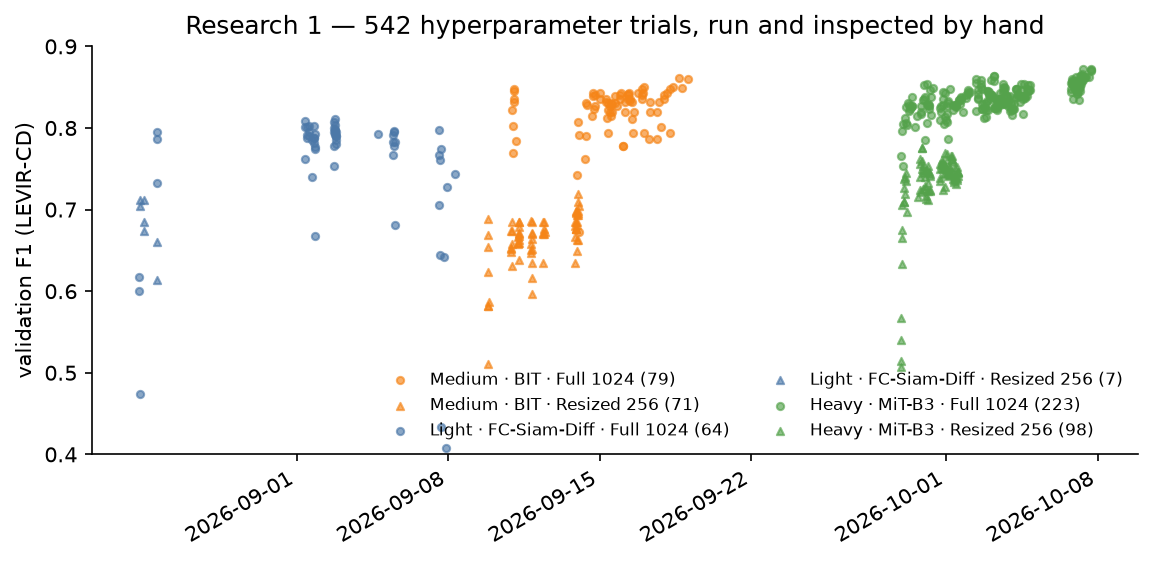 Research 1 — 542 hyperparameter trials, run and inspected by hand
validation F1 (LEVIR-CD)
0.9
0.8
0.7
0.6
0.5
0.4
Medium · BIT · Full 1024 (79)
Medium · BIT · Resized 256 (71)
Light · FC-Siam-Diff · Full 1024 (64)
Light · FC-Siam-Diff · Resized 256 (7)
Heavy · MiT-B3 · Full 1024 (223)
Heavy · MiT-B3 · Resized 256 (98)
2026-09-01
2026-09-08
2026-09-15
2026-09-22
2026-10-01
2026-10-08